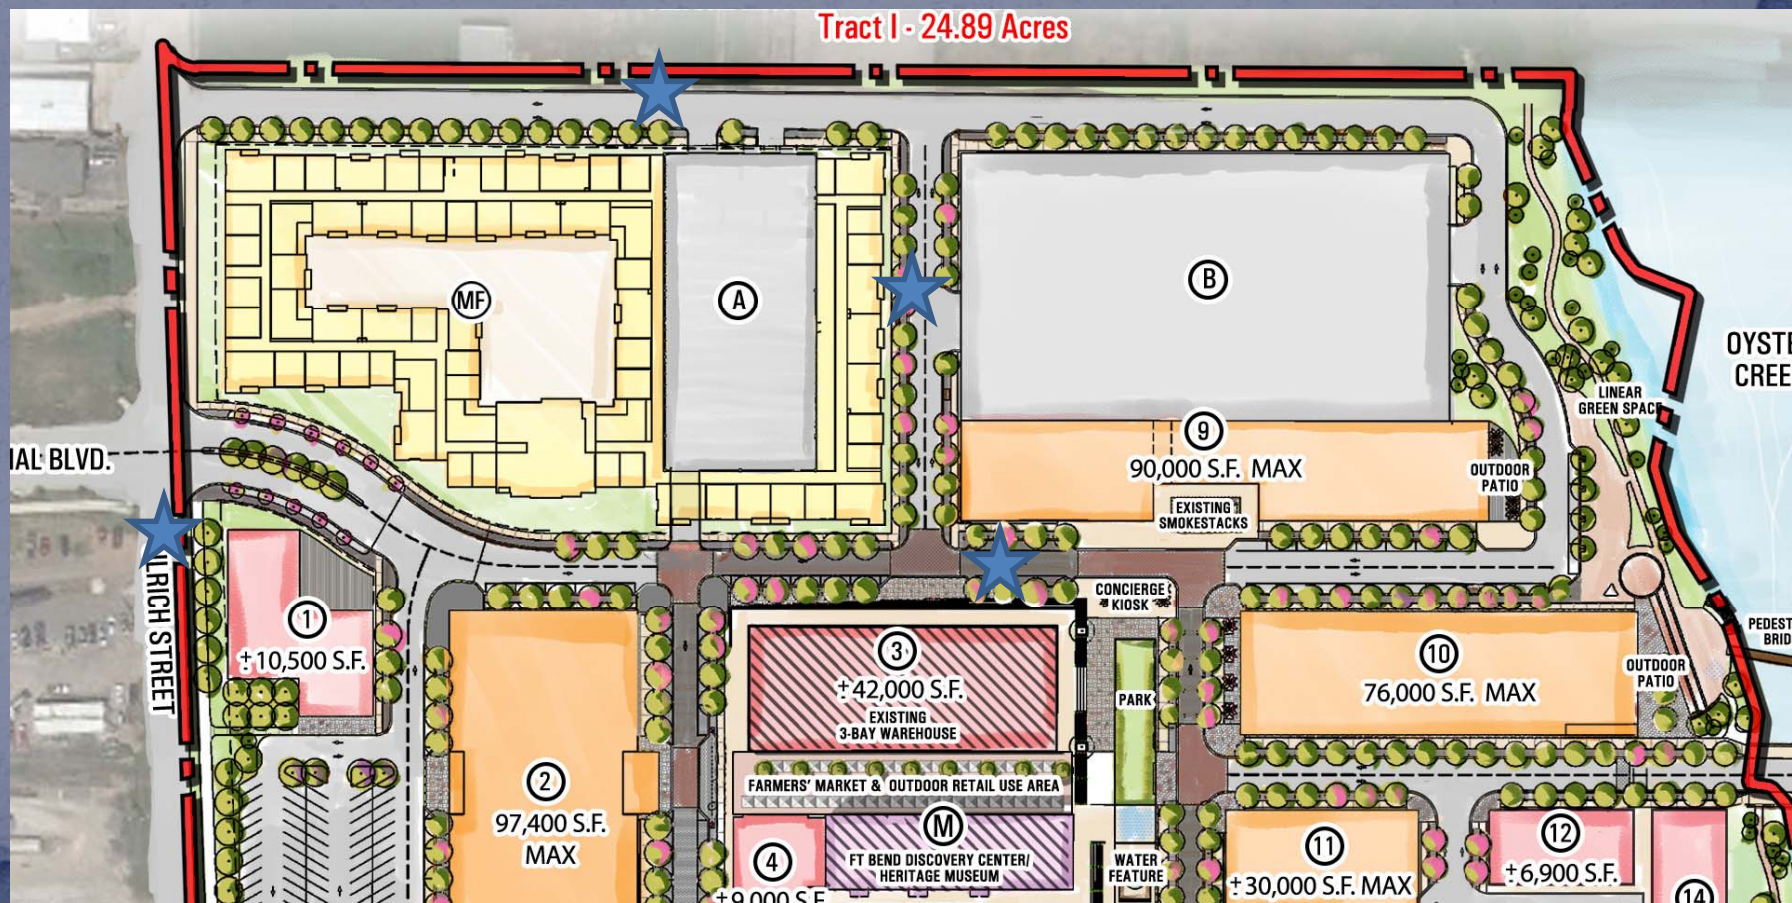 Tract I - 24.89 Acres
MF
A
B
OYSTE
CREE
LINEAR
GREEN SPACE
9
90,000 S.F. MAX
OUTDOOR
PATIO
EXISTING
SMOKESTACKS
IAL BLVD.
LRICH STREET
1
±10,500 S.F.
CONCIERGE
KIOSK
3
±42,000 S.F.
EXISTING
3-BAY WAREHOUSE
PARK
10
76,000 S.F. MAX
OUTDOOR
PATIO
PEDEST
BRID
2
97,400 S.F.
MAX
FARMERS' MARKET & OUTDOOR RETAIL USE AREA
M
FT BEND DISCOVERY CENTER/
HERITAGE MUSEUM
4
±9,000 S.F.
WATER
FEATURE
11
±30,000 S.F. MAX
12
±6,900 S.F.
14